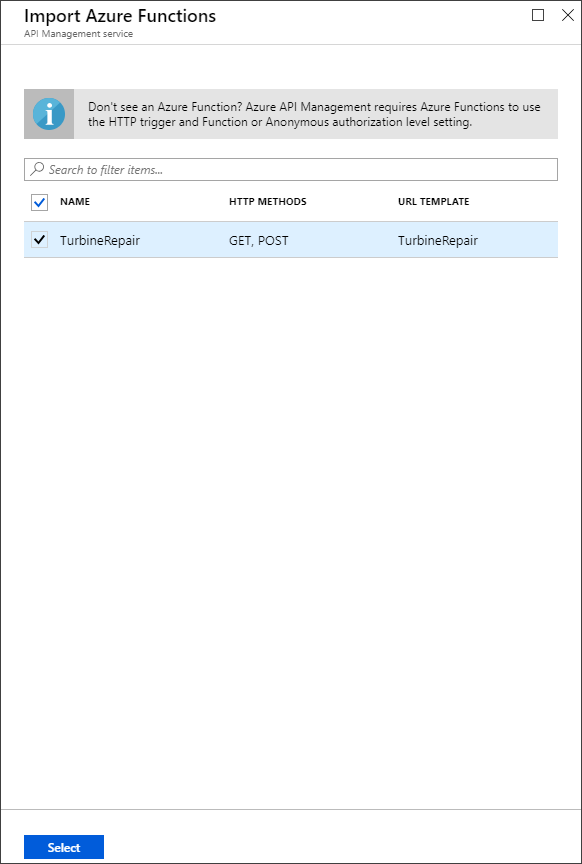 Import Azure Functions
API Management service
Don't see an Azure Function? Azure API Management requires Azure Functions to use
the HTTP trigger and Function or Anonymous authorization level setting.
Search to filter items...
NAME HTTP METHODS URL TEMPLATE
TurbineRepair GET, POST TurbineRepair
Select